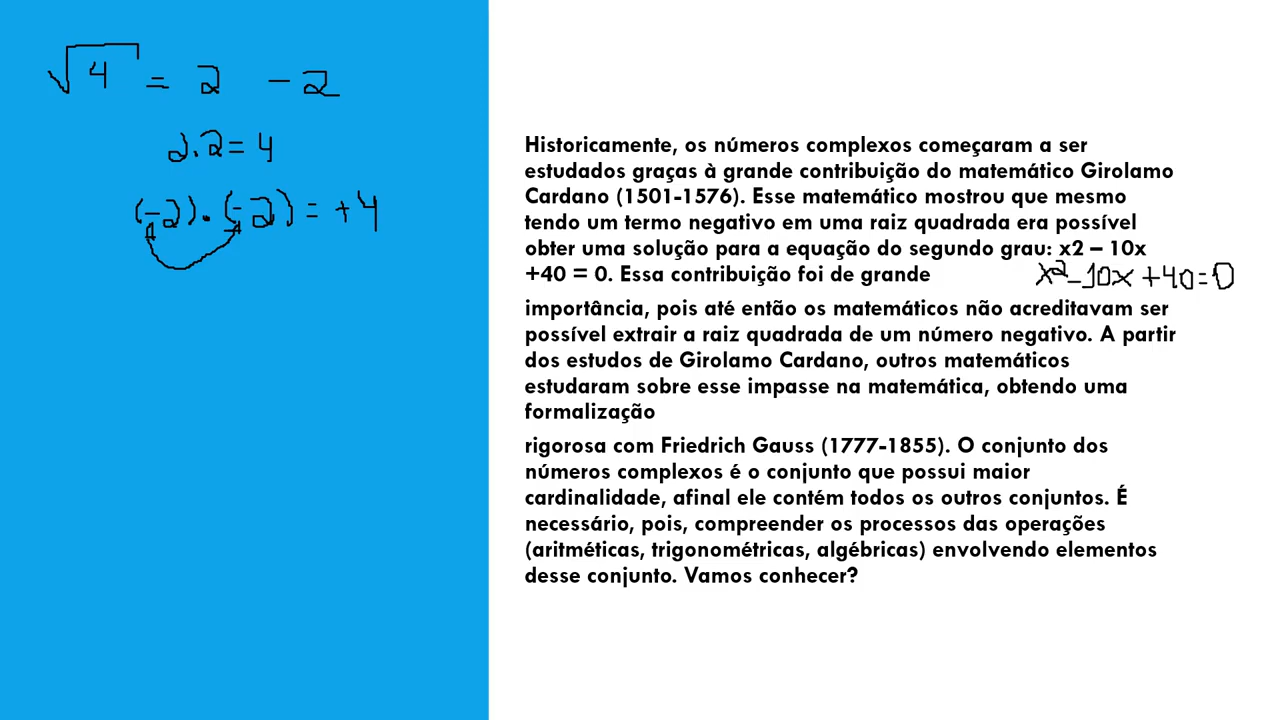 √4 = 2 -2
2.2=4
(-2).(-2)=+4
Historicamente, os números complexos começaram a ser
estudados graças à grande contribuição do matemático Girolamo
Cardano (1501-1576). Esse matemático mostrou que mesmo
tendo um termo negativo em uma raiz quadrada era possível
obter uma solução para a equação do segundo grau: x2 – 10x
+40 = 0. Essa contribuição foi de grande
x²-10x+40=0
importância, pois até então os matemáticos não acreditavam ser
possível extrair a raiz quadrada de um número negativo. A partir
dos estudos de Girolamo Cardano, outros matemáticos
estudaram sobre esse impasse na matemática, obtendo uma
formalização
rigorosa com Friedrich Gauss (1777-1855). O conjunto dos
números complexos é o conjunto que possui maior
cardinalidade, afinal ele contém todos os outros conjuntos. É
necessário, pois, compreender os processos das operações
(aritméticas, trigonométricas, algébricas) envolvendo elementos
desse conjunto. Vamos conhecer?